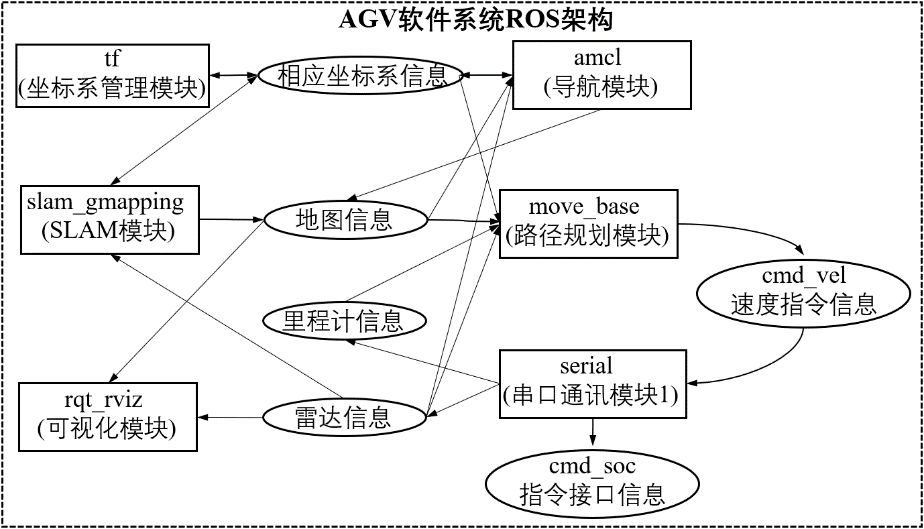 AGV软件系统ROS架构
tf
(坐标系管理模块)
相应坐标系信息
amcl
(导航模块)
slam_gmapping
(SLAM模块)
地图信息
move_base
(路径规划模块)
cmd_vel
速度指令信息
里程计信息
serial
(串口通讯模块1)
rqt_rviz
(可视化模块)
雷达信息
cmd_soc
指令接口信息